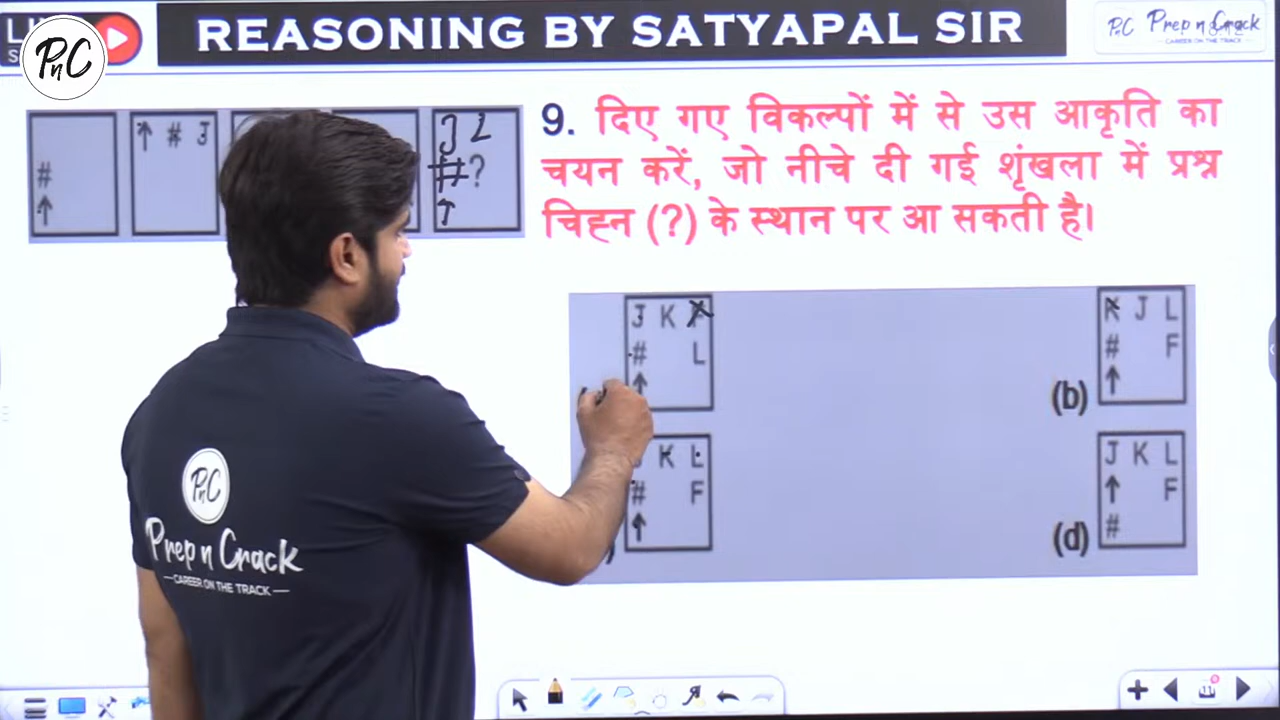 REASONING BY SATYAPAL SIR
PnC
PnC Prep n Crack
CAREER ON THE TRACK
#
↑
↑ # J
J L
# ?
↑
9. दिए गए विकल्पों में से उस आकृति का
चयन करें, जो नीचे दी गई शृंखला में प्रश्न
चिह्न (?) के स्थान पर आ सकती है।
J K F
# L
↑
(b)
K J L
# F
↑
K L
# F
↑
(d)
J K L
↑ F
#
PnC
Prep n Crack
CAREER ON THE TRACK